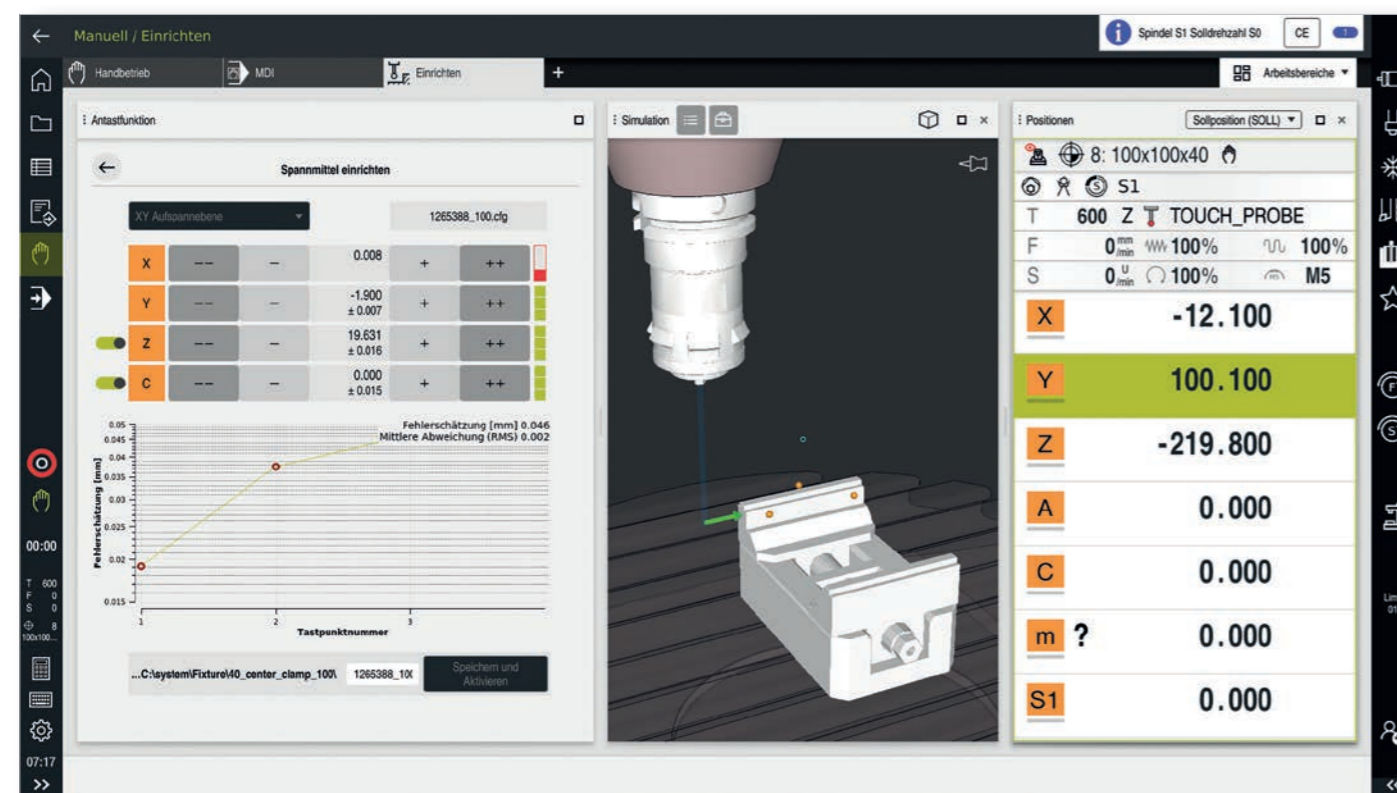 Manuell / Einrichten
Spindel S1 Solldrehzahl S0
CE
1
Handbetrieb
MDI
Einrichten
+
Arbeitsbereiche
Antastfunktion
Spannmittel einrichten
XY Aufspannebene
1265388_100.cfg
X -- - 0.008 + ++
Y -- - -1.900 ± 0.007 + ++
Z -- - 19.631 ± 0.016 + ++
C -- - 0.000 ± 0.015 + ++
Fehlerschätzung [mm] 0.046
Mittlere Abweichung (RMS) 0.002
Fehlerschätzung [mm]
0.05
0.045
0.04
0.035
0.03
0.025
0.02
0.015
1 2 3
Tastpunktnummer
...C:\system\Fixture\40_center_clamp_100\
1265388_10
Speichern und
Aktivieren
Simulation
Positionen
Sollposition (SOLL)
8: 100x100x40
S1
T 600 Z TOUCH_PROBE
F 0 mm/min 100% 100%
S 0 U/min 100% M5
X -12.100
Y 100.100
Z -219.800
A 0.000
C 0.000
m ? 0.000
S1 0.000
00:00
T 600
F 0
S 0
8
100x100...
07:17
F
S